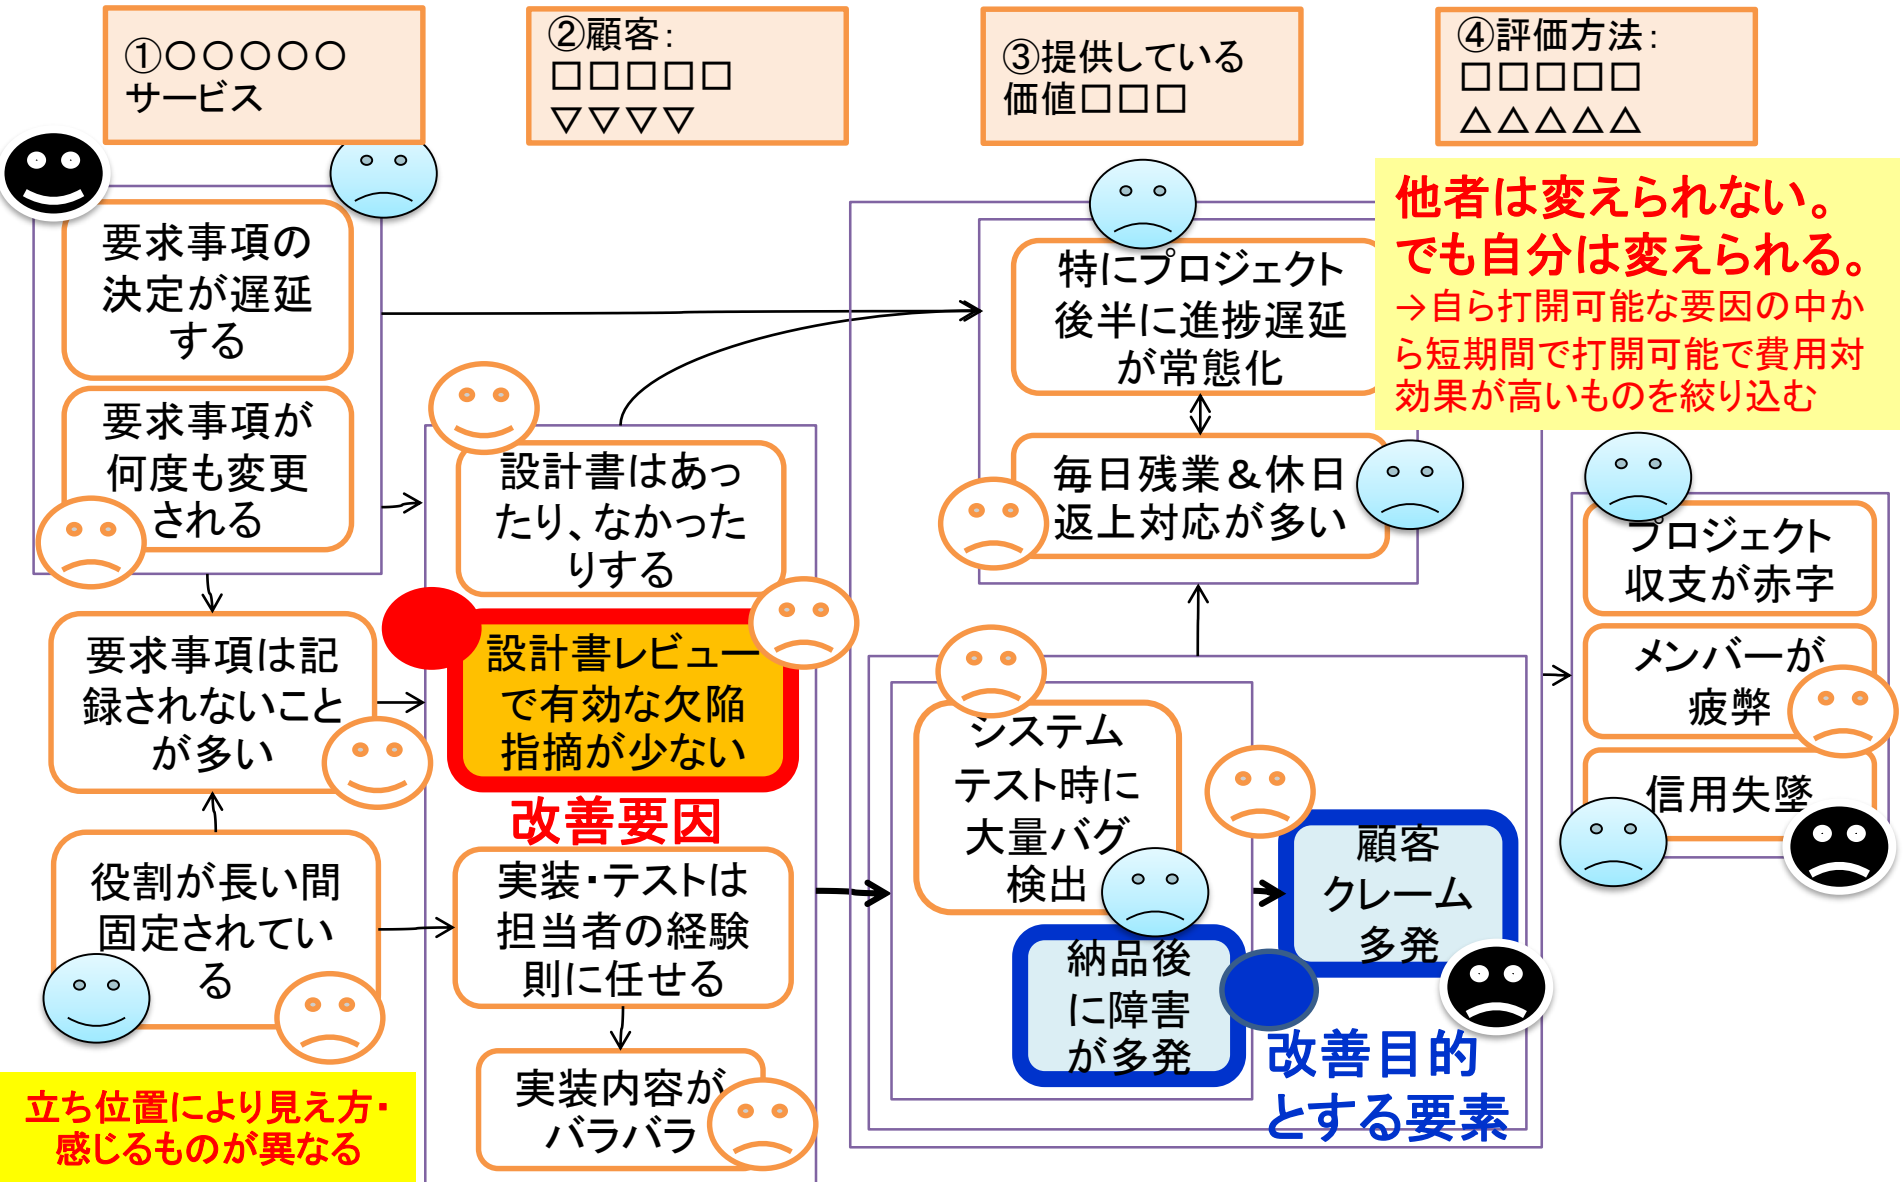 ①○○○○○
サービス
②顧客：
□□□□□
▽▽▽▽
③提供している
価値□□□
④評価方法：
□□□□□
△△△△△
他者は変えられない。
でも自分は変えられる。
→自ら打開可能な要因の中か
ら短期間で打開可能で費用対
効果が高いものを絞り込む
要求事項の
決定が遅延
する
要求事項が
何度も変更
される
要求事項は記
録されないこと
が多い
役割が長い間
固定されてい
る
立ち位置により見え方・
感じるものが異なる
設計書はあっ
たり、なかった
りする
設計書レビュー
で有効な欠陥
指摘が少ない
改善要因
実装・テストは
担当者の経験
則に任せる
実装内容が
バラバラ
特にプロジェクト
後半に進捗遅延
が常態化
毎日残業＆休日
返上対応が多い
システム
テスト時に
大量バグ
検出
納品後
に障害
が多発
顧客
クレーム
多発
改善目的
とする要素
プロジェクト
収支が赤字
メンバーが
疲弊
信用失墜